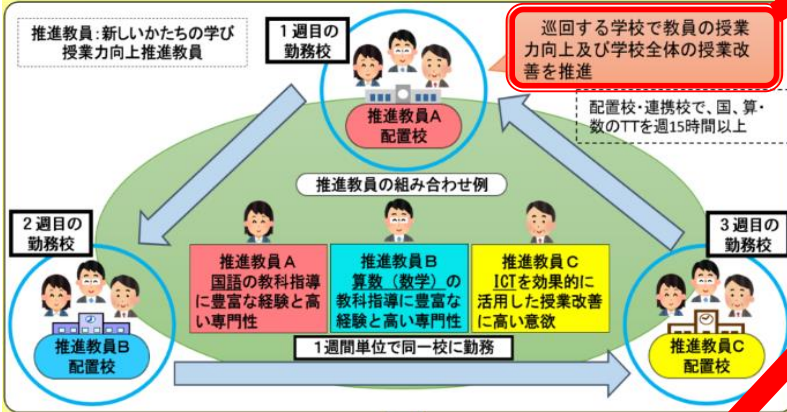 推進教員:新しいかたちの学び
授業力向上推進教員
1週目の
勤務校
巡回する学校で教員の授業
力向上及び学校全体の授業改
善を推進
推進教員A
配置校
配置校・連携校で、国、算・
数のTTを週15時間以上
推進教員の組み合わせ例
2週目の
勤務校
3週目の
勤務校
推進教員A
国語の教科指導
に豊富な経験と高
い専門性
推進教員B
算数(数学)の
教科指導に豊富な
経験と高い専門性
推進教員C
ICTを効果的に
活用した授業改善
に高い意欲
推進教員B
配置校
1週間単位で同一校に勤務
推進教員C
配置校